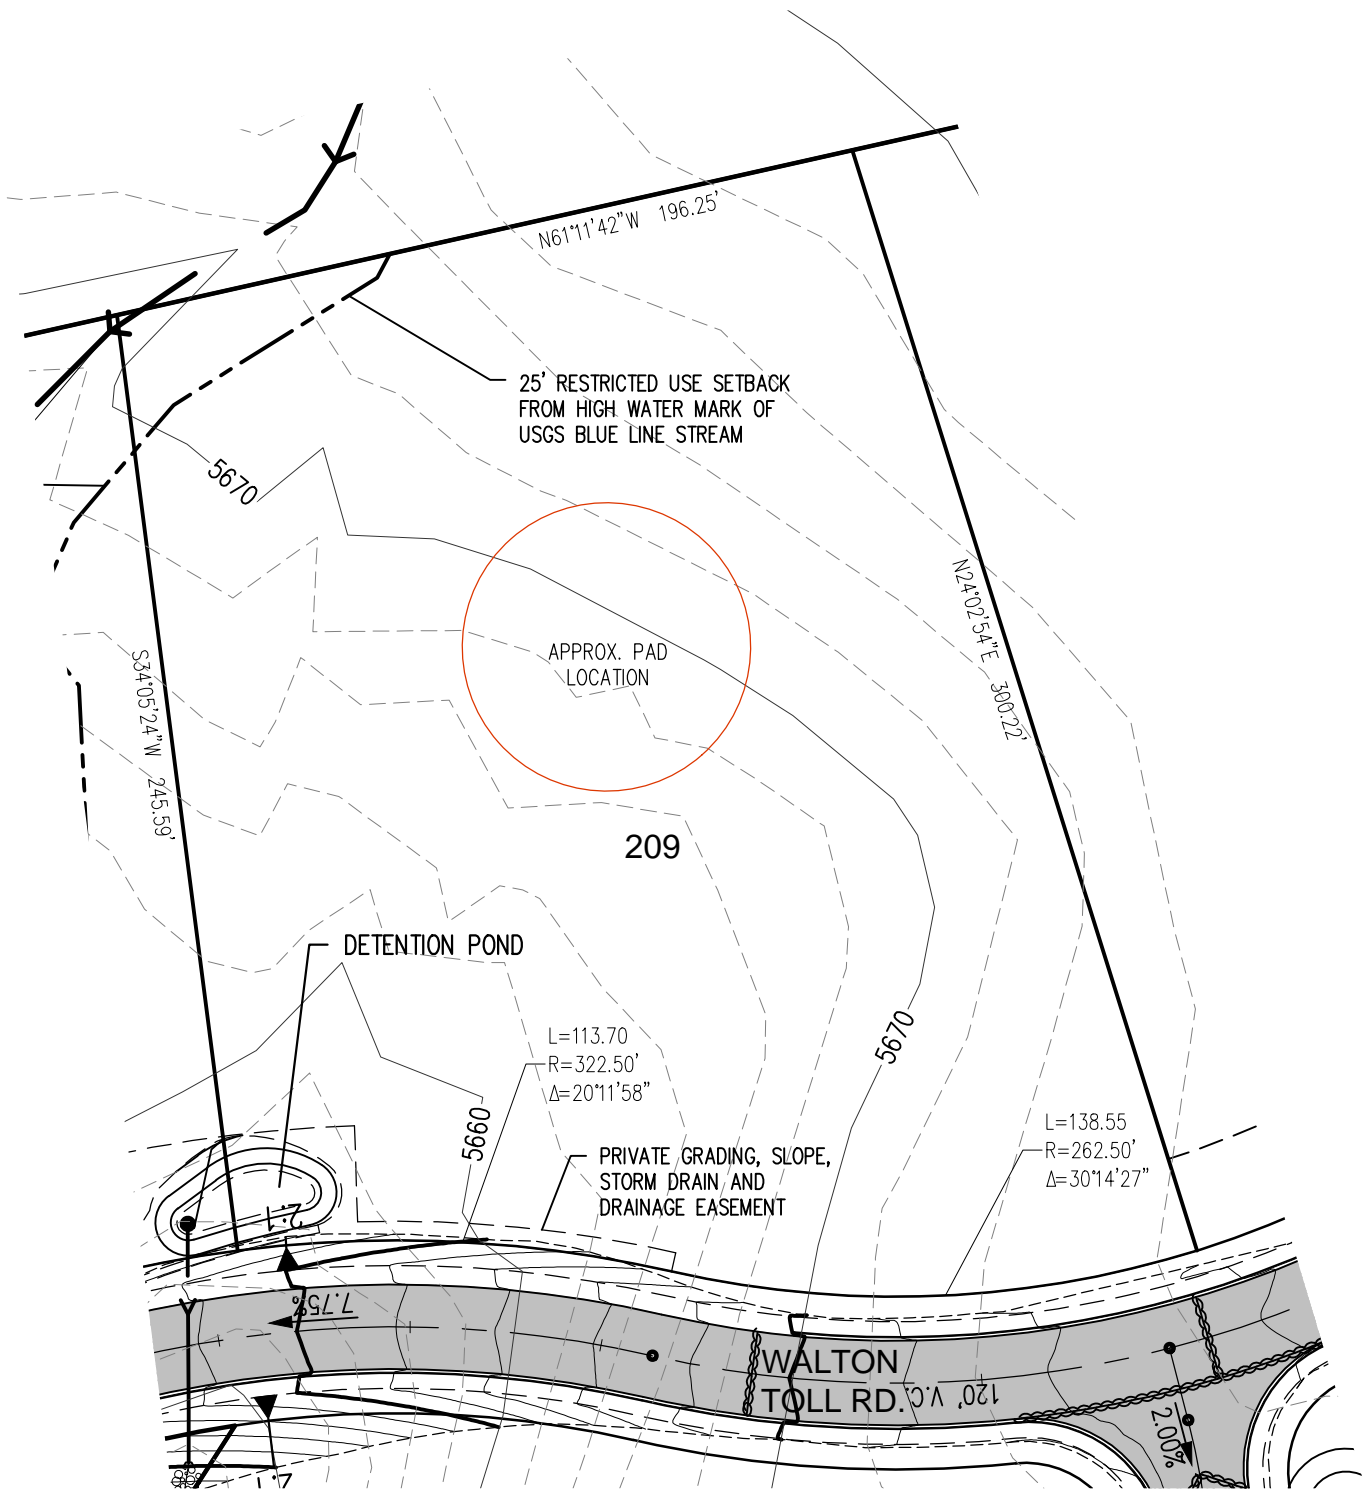 N61°11'42"W 196.25'
25' RESTRICTED USE SETBACK
FROM HIGH WATER MARK OF
USGS BLUE LINE STREAM
5670
N24°02'54"E 300.22'
APPROX. PAD
LOCATION
S34°05'24"W 245.59'
209
DETENTION POND
L=113.70
R=322.50'
Δ=20°11'58"
5670
5660
L=138.55
R=262.50'
Δ=30°14'27"
PRIVATE GRADING, SLOPE,
STORM DRAIN AND
DRAINAGE EASEMENT
2:1
7.75%
WALTON
TOLL RD.
120' V.C.
2.00%